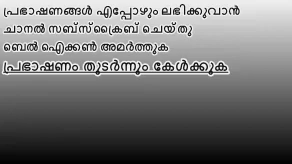 പ്രഭാഷണങ്ങൾ എപ്പോഴും ലഭിക്കുവാൻ
ചാനൽ സബ്സ്ക്രൈബ് ചെയ്തു
ബെൽ ഐക്കൺ അമർത്തുക
പ്രഭാഷണം തുടർന്നും കേൾക്കുക